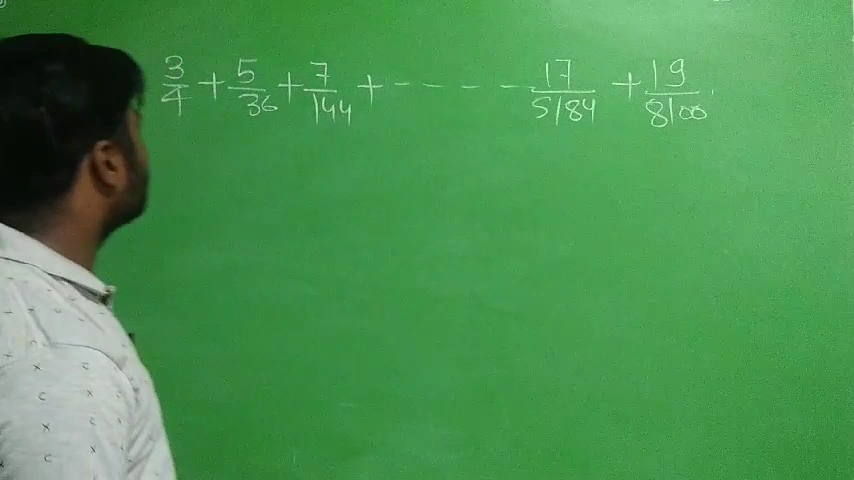 3/4 + 5/36 + 7/144 + - - - - 17/5184 + 19/8100